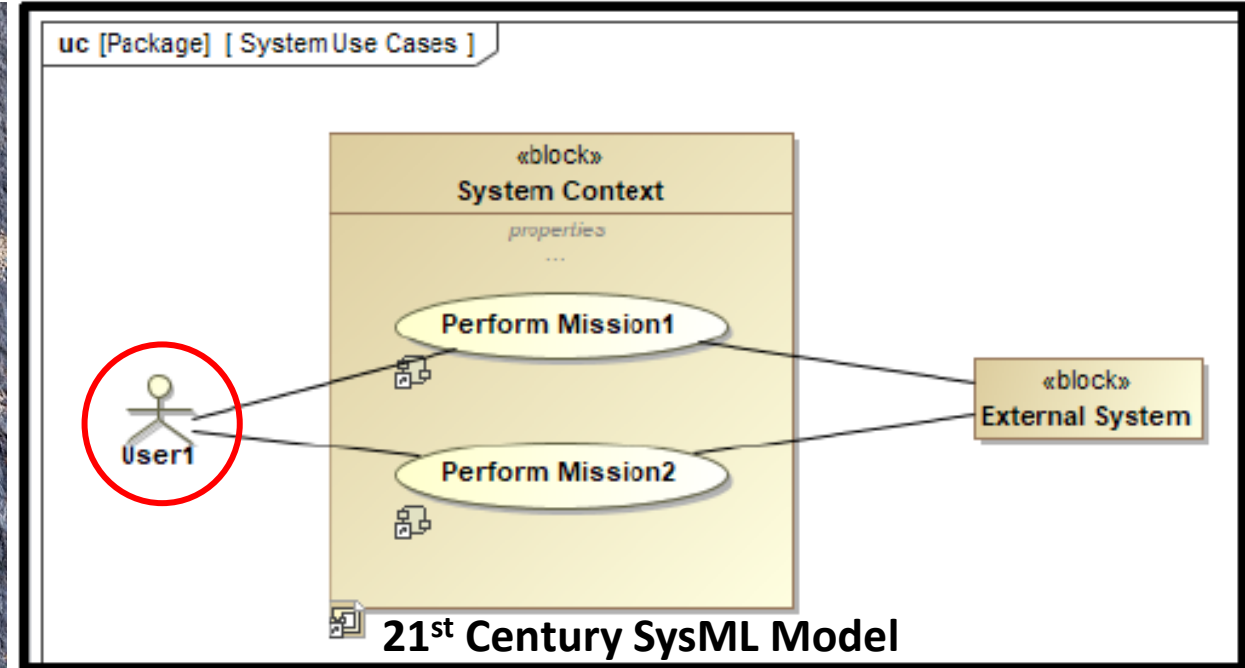 uc [Package] [ System Use Cases ]
«block»
System Context
properties
...
Perform Mission1
«block»
External System
User1
Perform Mission2
21st Century SysML Model